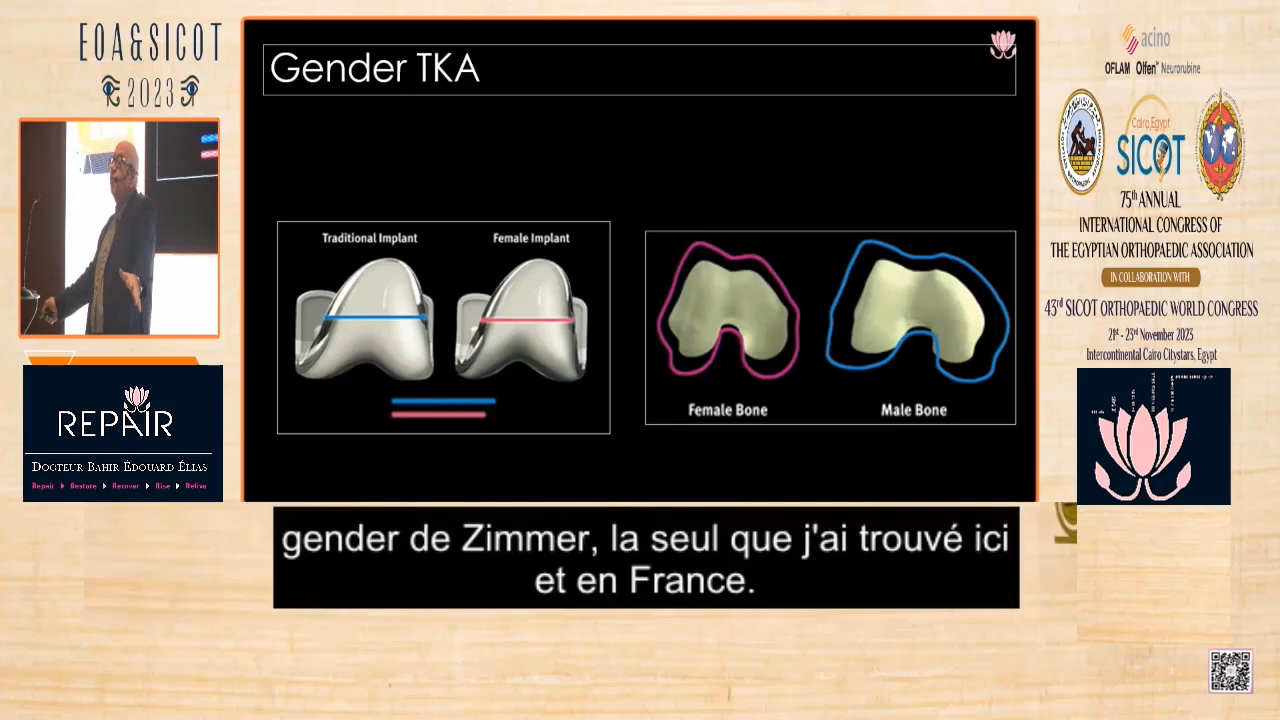 EOA&SICOT
2023
Gender TKA
Traditional Implant
Female Implant
Female Bone
Male Bone
REPAIR
DOCTEUR BAHIR ÉDOUARD ÉLIAS
Repair Restore Recover Rise Relive
gender de Zimmer, la seul que j'ai trouvé ici
et en France.
acino
OFLAM Olfen Neurorubine
Cairo, Egypt
SICOT
75th ANNUAL
INTERNATIONAL CONGRESS OF
THE EGYPTIAN ORTHOPAEDIC ASSOCIATION
IN COLLABORATION WITH
43rd SICOT ORTHOPAEDIC WORLD CONGRESS
21st - 23rd November 2023
Intercontinental Cairo Citystars, Egypt